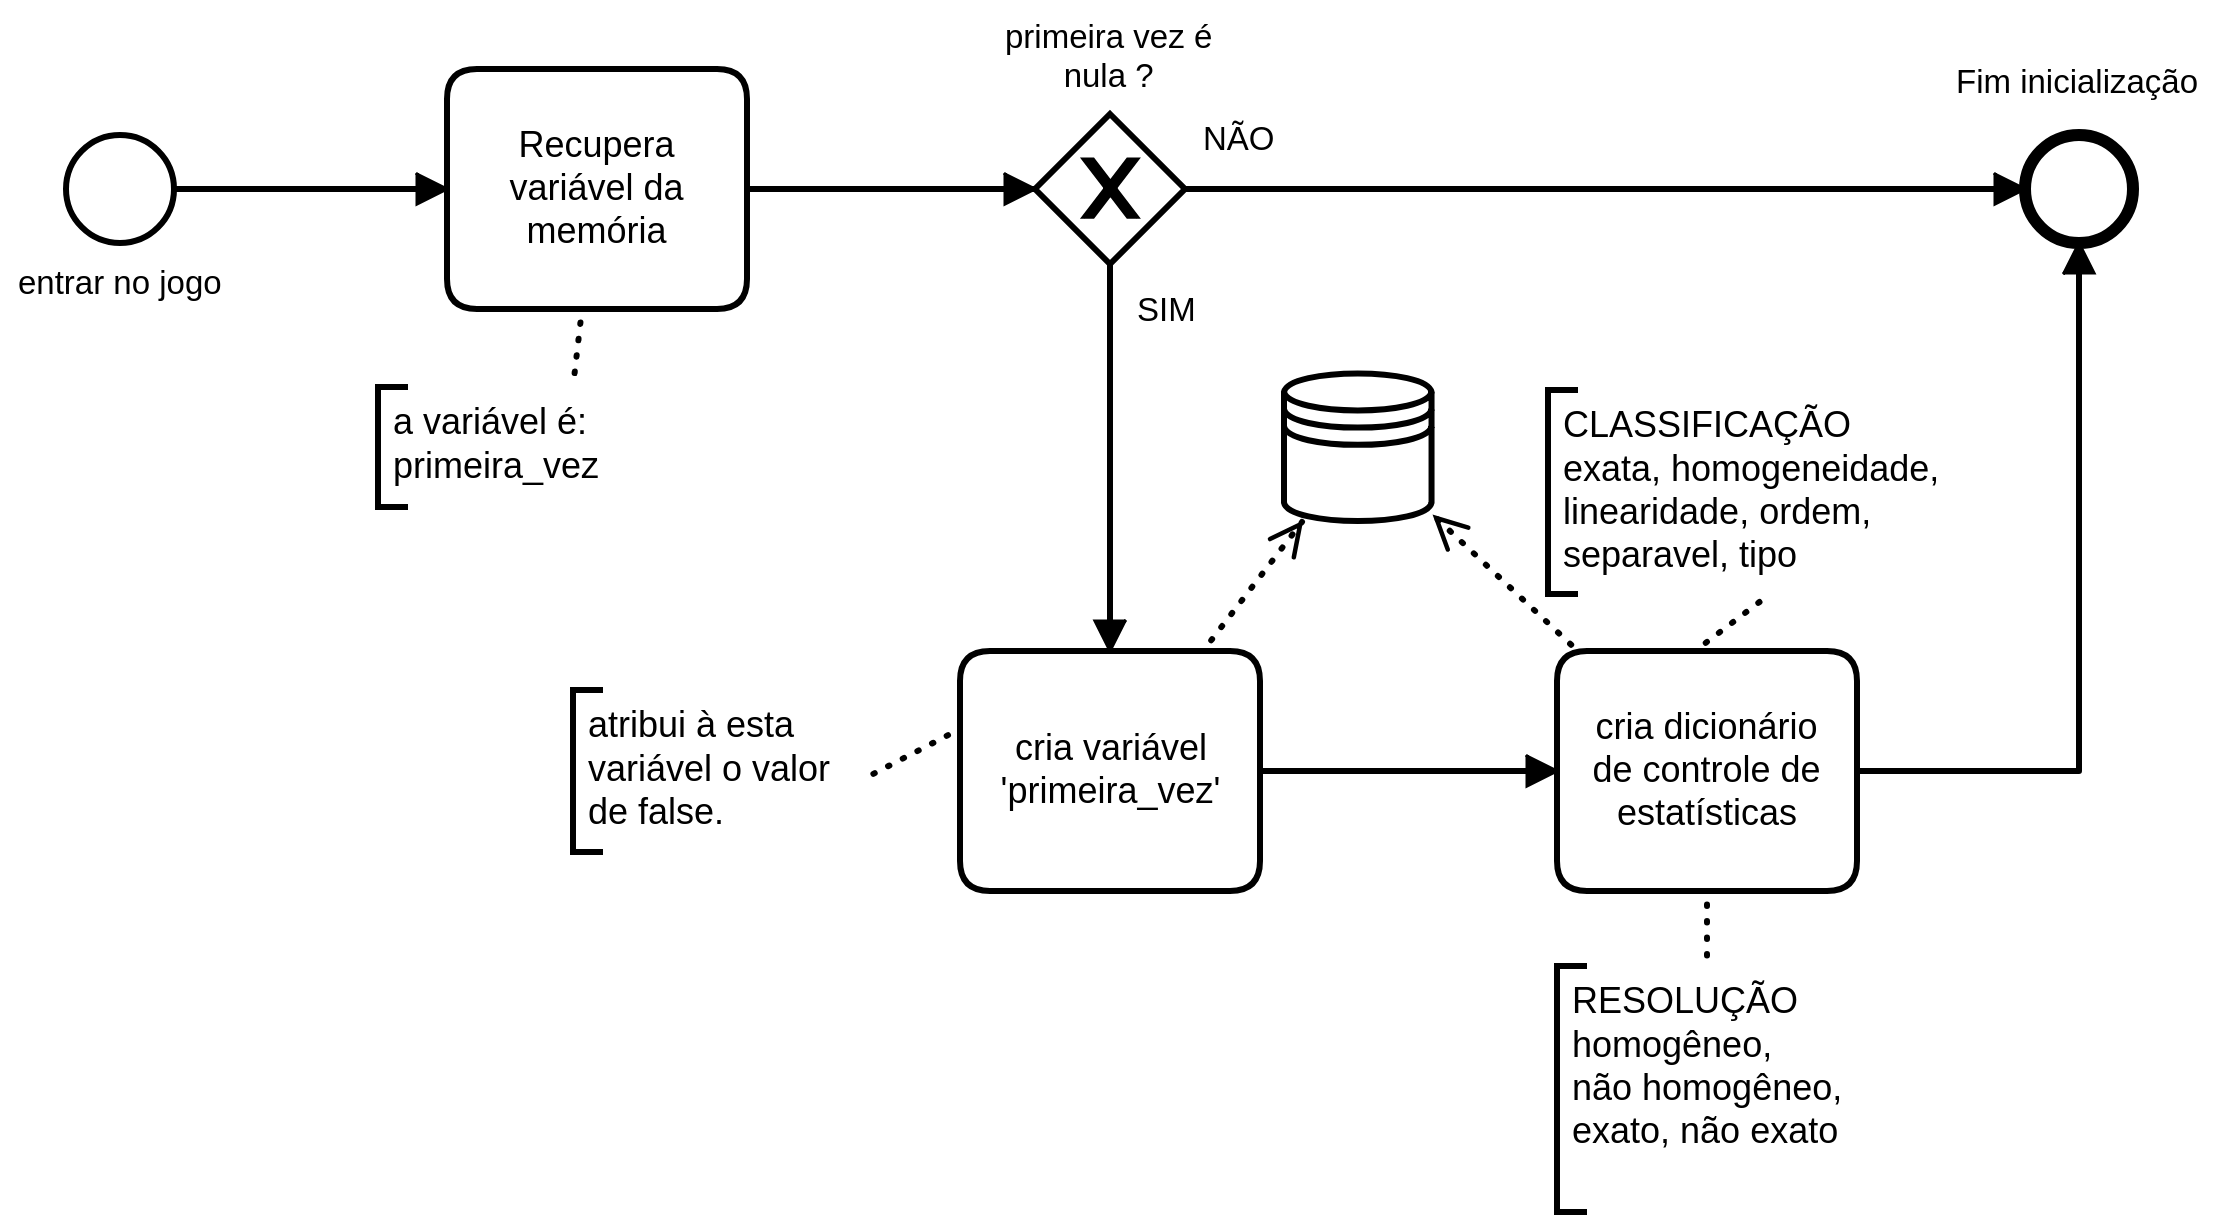 primeira vez é
nula ?
Fim inicialização
NÃO
Recupera
variável da
memória
X
entrar no jogo
SIM
a variável é:
primeira_vez
CLASSIFICAÇÃO
exata, homogeneidade,
linearidade, ordem,
separavel, tipo
atribui à esta
variável o valor
de false.
cria variável
'primeira_vez'
cria dicionário
de controle de
estatísticas
RESOLUÇÃO
homogêneo,
não homogêneo,
exato, não exato